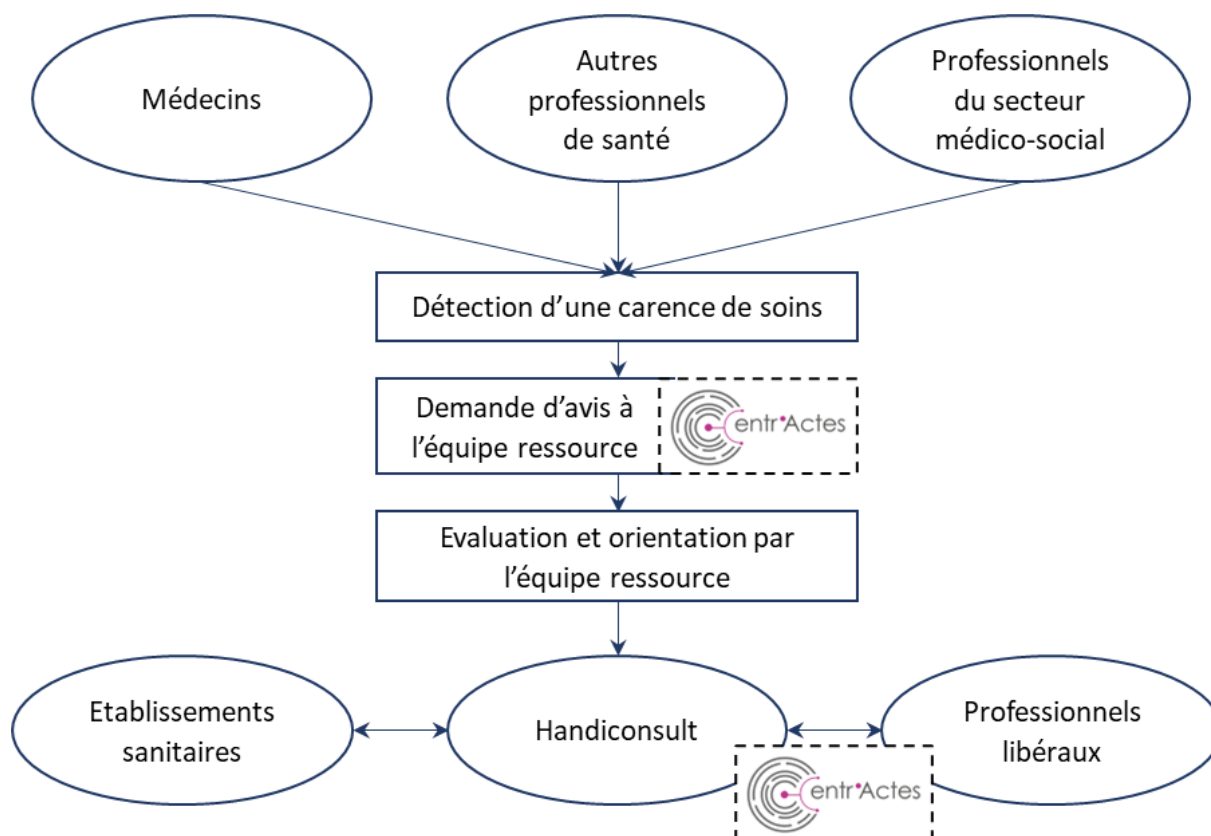 Médecins
Autres
professionnels
de santé
Professionnels
du secteur
médico-social
Détection d’une carence de soins
Demande d’avis à
l’équipe ressource
entr'Actes
Evaluation et orientation par
l’équipe ressource
Etablissements
sanitaires
Handiconsult
Professionnels
libéraux
entr'Actes